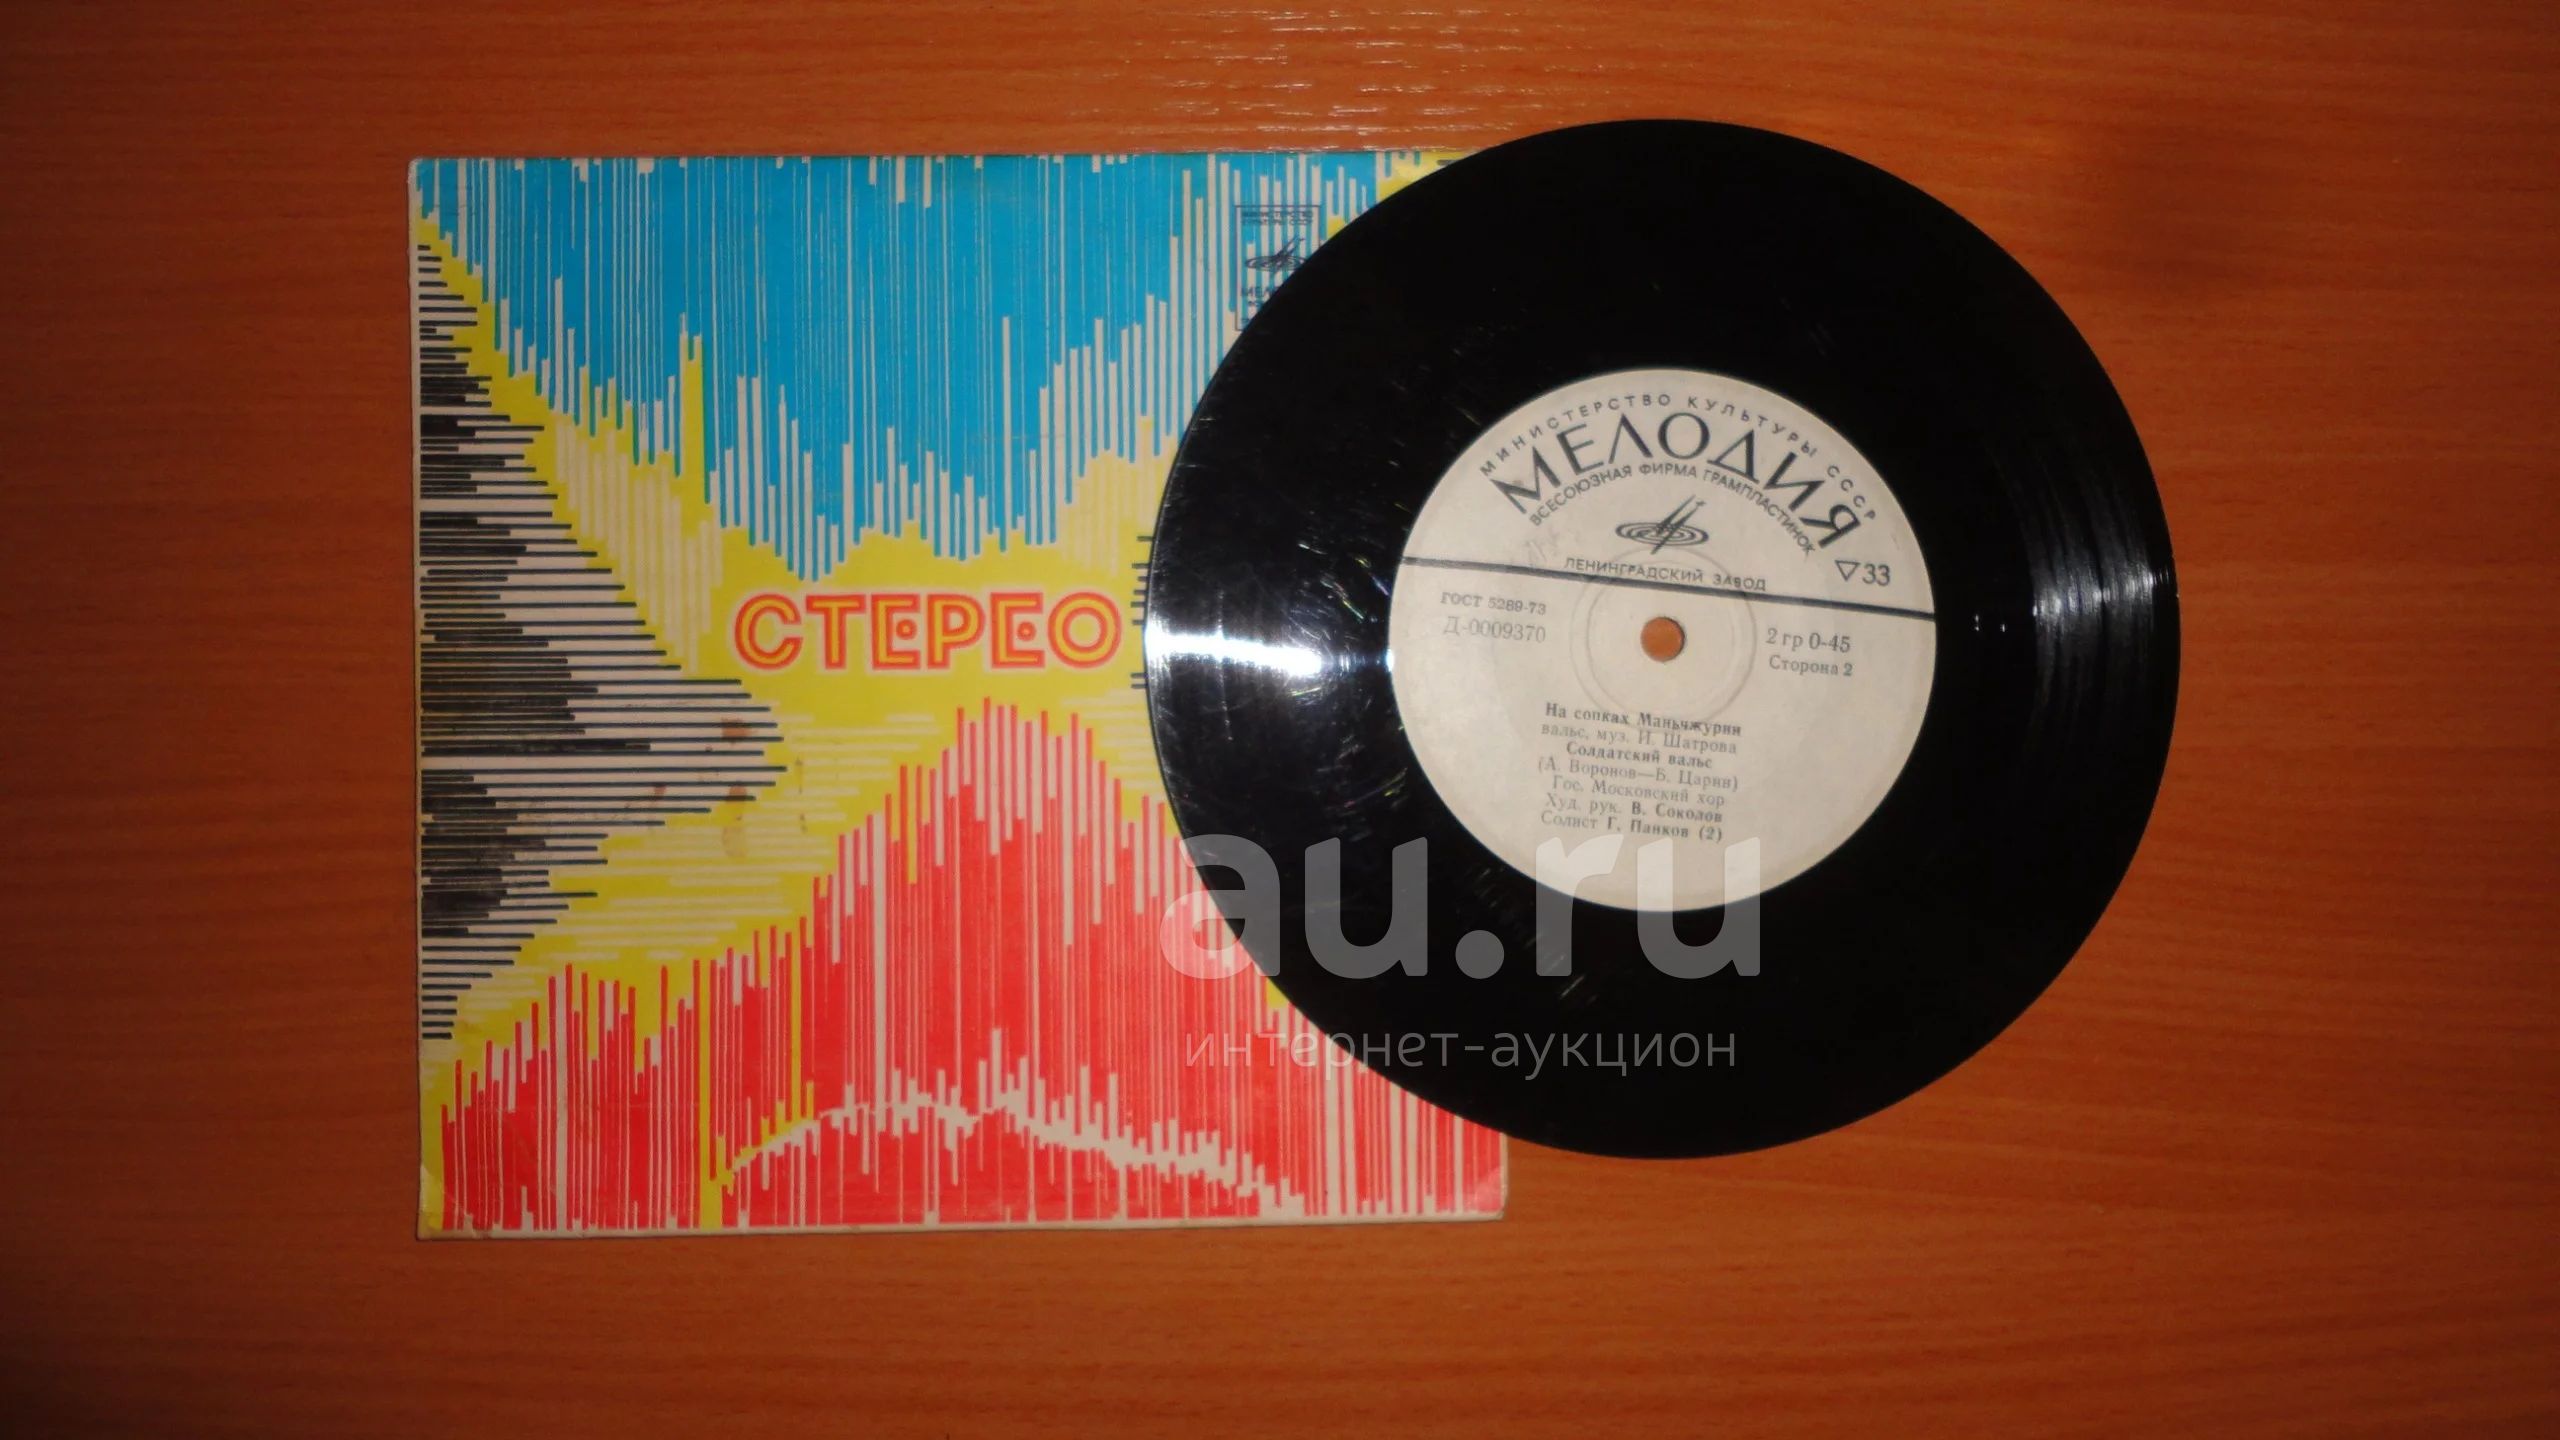 МИНИСТЕРСТВО
МЕЛ
СТЕРЕО
МИНИСТЕРСТВО КУЛЬТУРЫ СССР
МЕЛОДИЯ
ВСЕСОЮЗНАЯ ФИРМА ГРАМПЛАСТИНОК
ЛЕНИНГРАДСКИЙ ЗАВОД
▽33
ГОСТ 5289-73
Д-0009370
2 гр 0-45
Сторона 2
На сопках Маньчжурии
вальс, муз. И. Шатрова
Солдатский вальс
(А. Воронов—Б. Царин)
Гос. Московский хор
Худ. рук. В. Соколов
Солист Г. Панков (2)
au.ru
интернет-аукцион